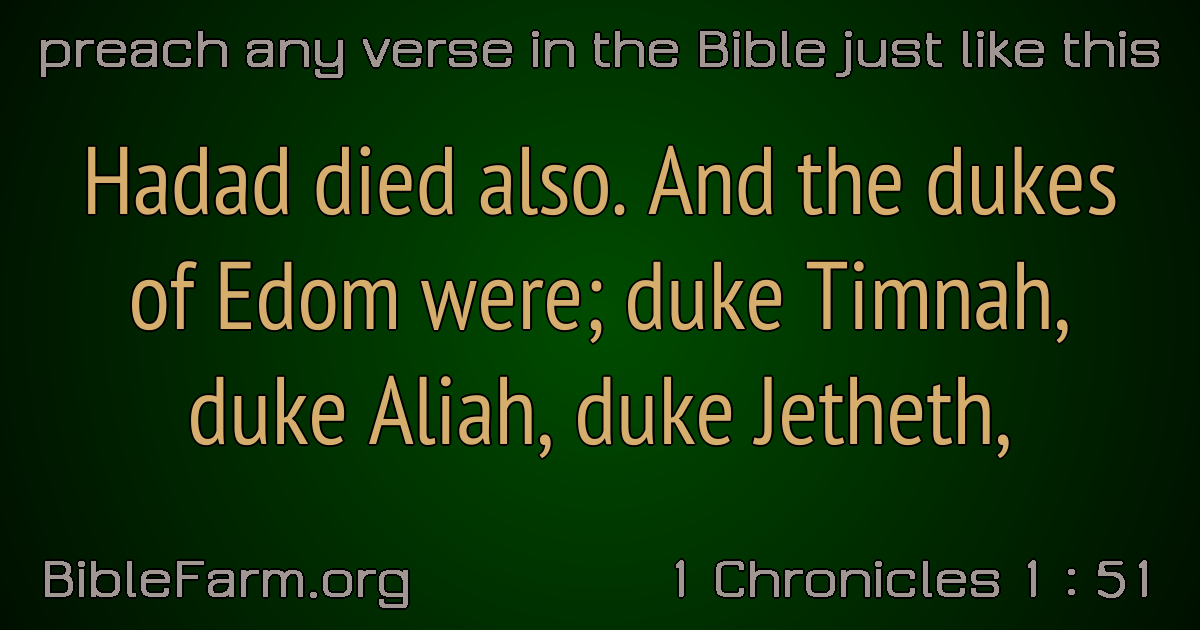 preach any verse in the Bible just like this
Hadad died also. And the dukes
of Edom were; duke Timnah,
duke Aliah, duke Jetheth,
BibleFarm.org
1 Chronicles 1 : 51